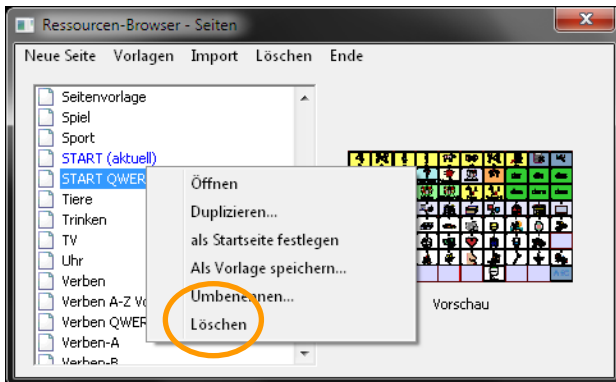 Ressourcen-Browser - Seiten
Neue Seite Vorlagen Import Löschen Ende
Seitenvorlage
Spiel
Sport
START (aktuell)
START QWER
Tiere
Trinken
TV
Uhr
Verben
Verben A-Z Vo
Verben QWER
Verben-A
Verben-B
Öffnen
Duplizieren...
als Startseite festlegen
Als Vorlage speichern...
Umbenennen...
Löschen
Vorschau